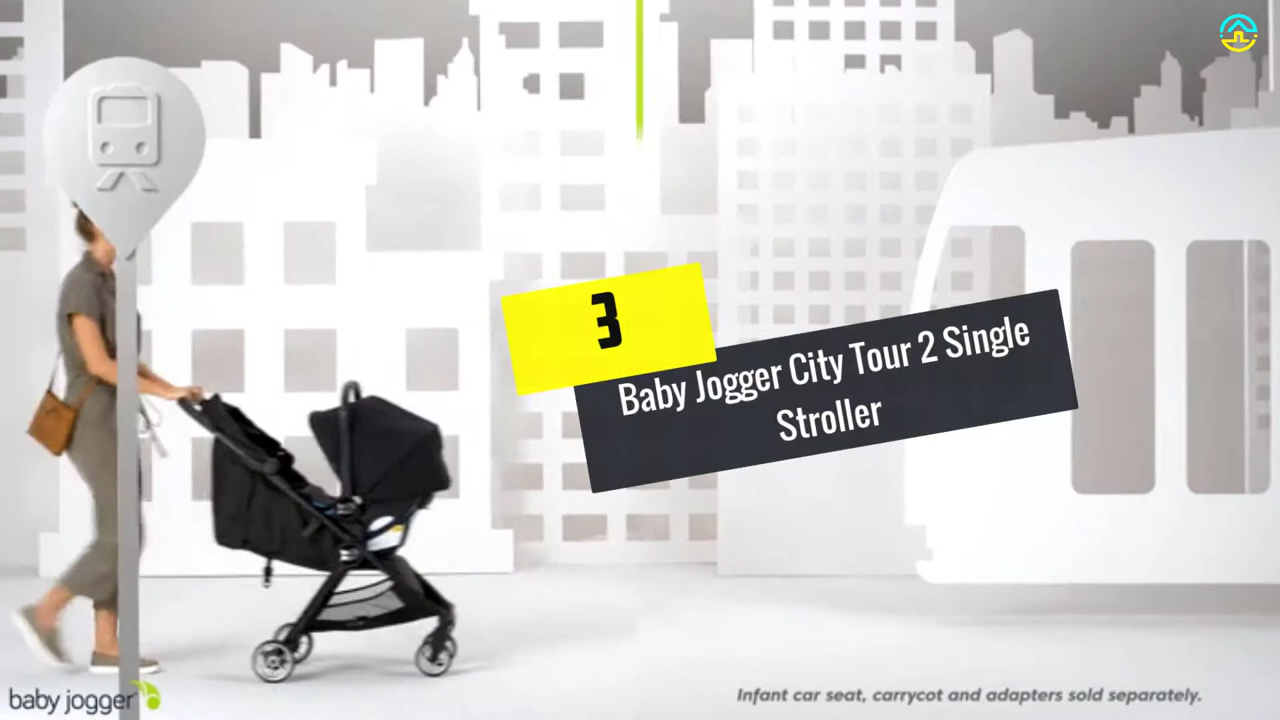 3
Baby Jogger City Tour 2 Single
Stroller
baby jogger
Infant car seat, carrycot and adapters sold separately.